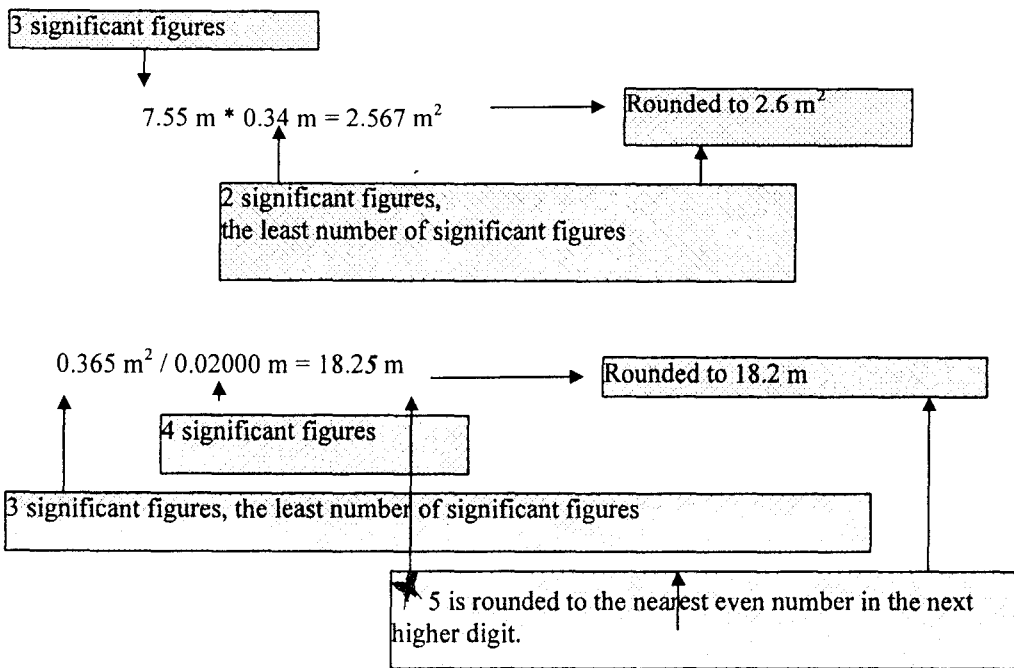 3 significant figures
7.55 m * 0.34 m = 2.567 m²
Rounded to 2.6 m²
2 significant figures,
the least number of significant figures
0.365 m² / 0.02000 m = 18.25 m
Rounded to 18.2 m
4 significant figures
3 significant figures, the least number of significant figures
5 is rounded to the nearest even number in the next
higher digit.